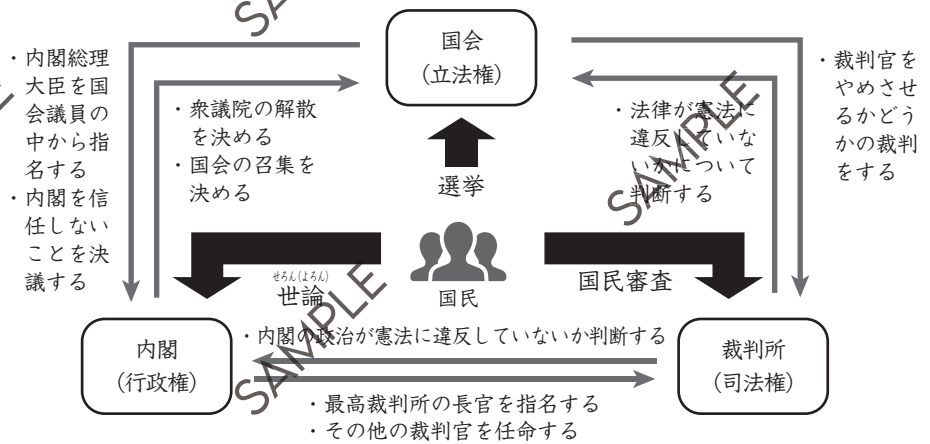 国会
(立法権)
・内閣総理
大臣を国
会議員の
中から指
名する
・内閣を信
任しない
ことを決
議する
・衆議院の解散
を決める
・国会の召集を
決める
選挙
・法律が憲法に
違反していな
いかについて
判断する
・裁判官を
やめさせ
るかどう
かの裁判
をする
せろん(よろん)
世論
国民
国民審査
内閣
(行政権)
・内閣の政治が憲法に違反していないか判断する
裁判所
(司法権)
・最高裁判所の長官を指名する
・その他の裁判官を任命する
SAMPLE
SAMPLE
SAMPLE